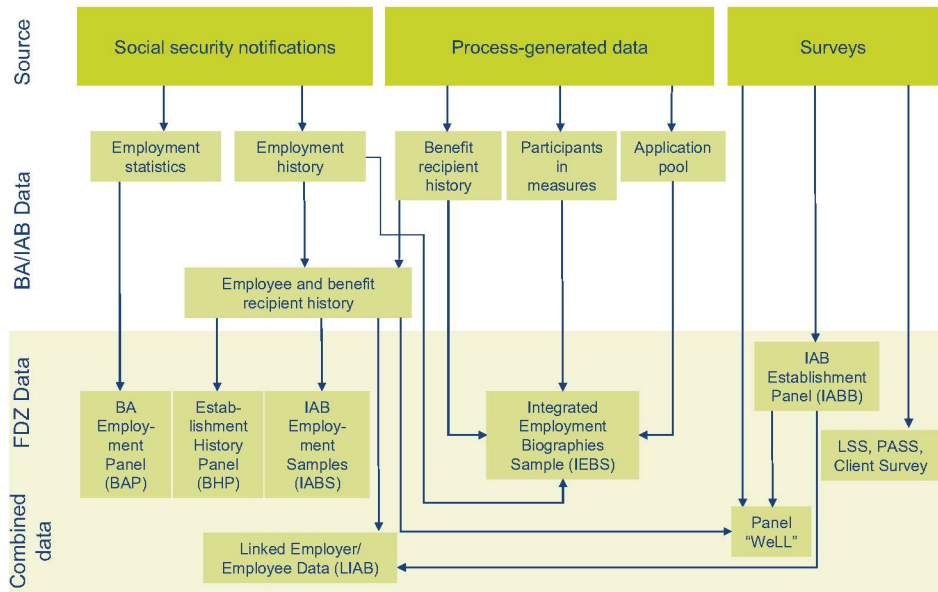 Source
Social security notifications
Process-generated data
Surveys
BA/IAB Data
Employment
statistics
Employment
history
Benefit
recipient
history
Participants
in
measures
Application
pool
Employee and benefit
recipient history
FDZ Data
BA
Employ-
ment
Panel
(BAP)
Estab-
lishment
History
Panel
(BHP)
IAB
Employ-
ment
Samples
(IABS)
Integrated
Employment
Biographies
Sample (IEBS)
IAB
Establishment
Panel (IABB)
LSS, PASS,
Client Survey
Combined
data
Linked Employer/
Employee Data (LIAB)
Panel
“WeLL”